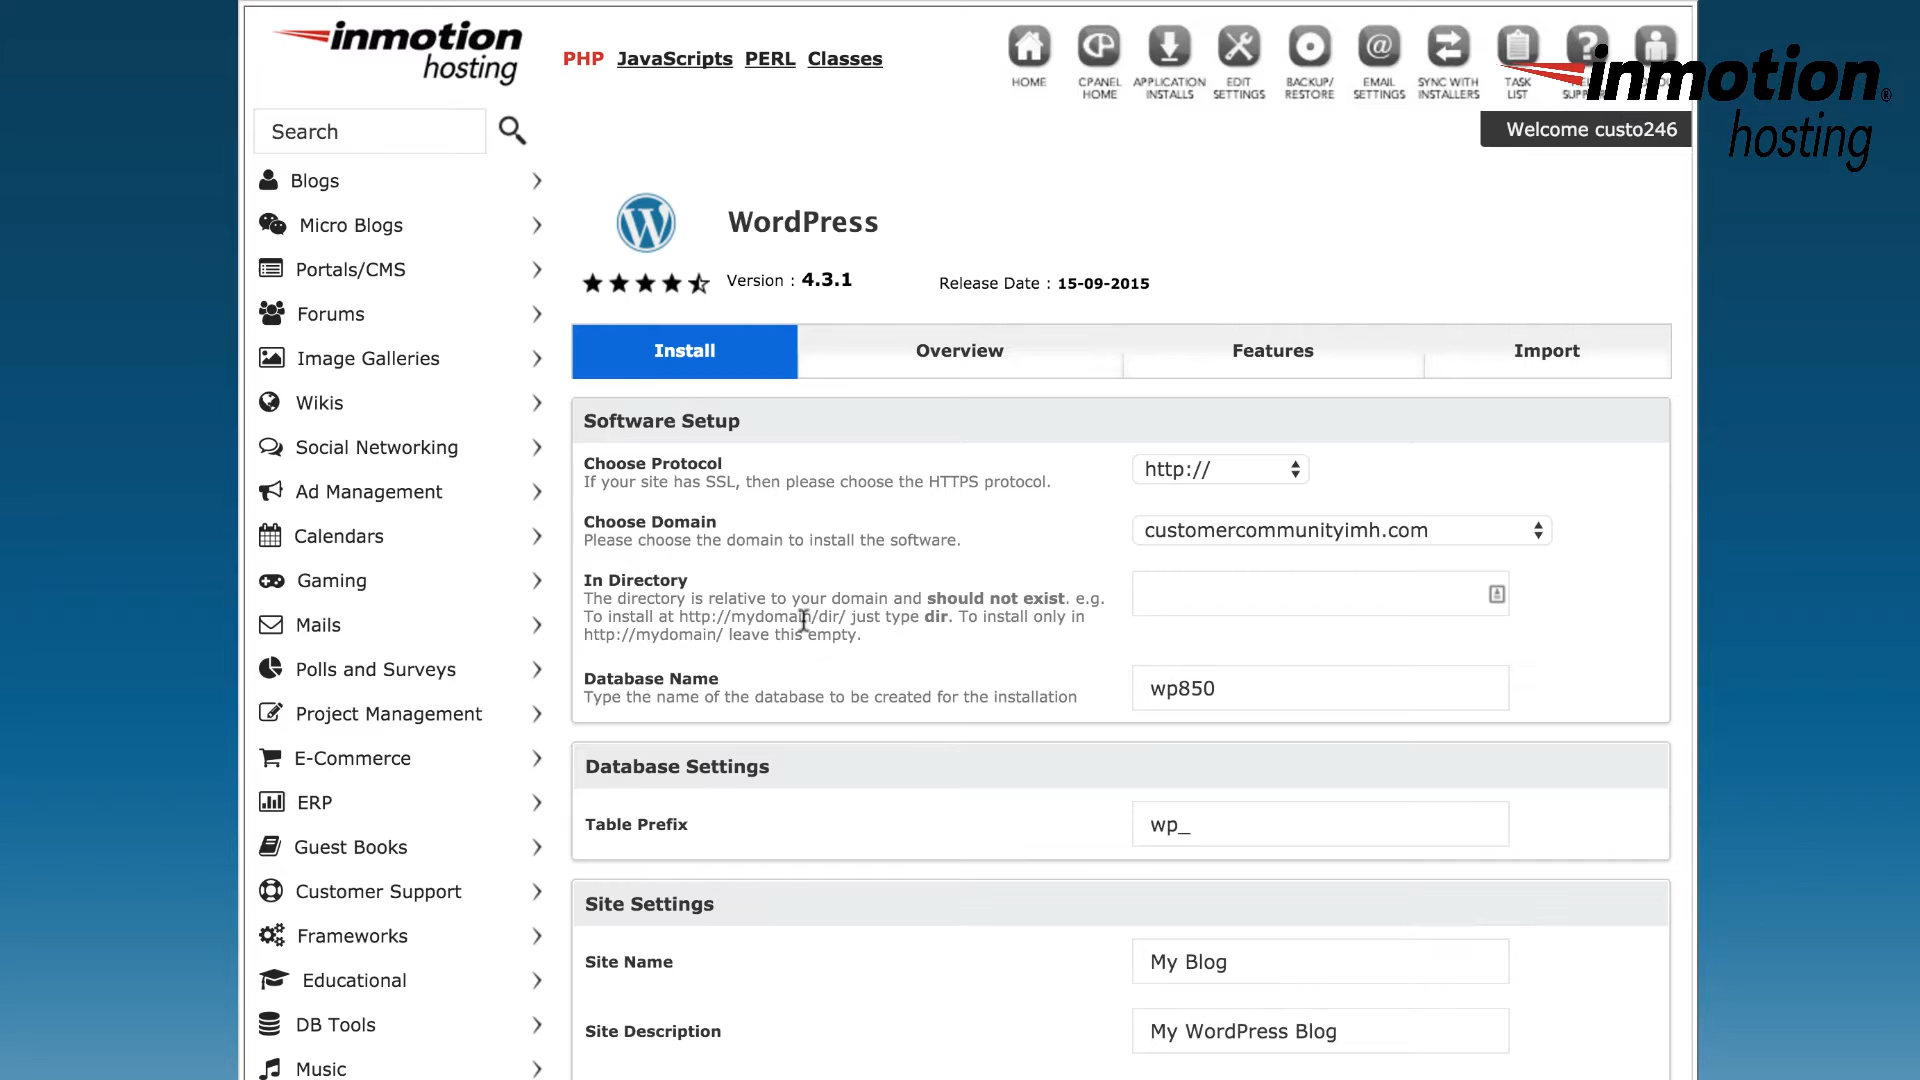 inmotion
hosting
PHP JavaScripts PERL Classes
HOME
CPANEL HOME
APPLICATION INSTALLS
EDIT SETTINGS
BACKUP/ RESTORE
EMAIL SETTINGS
SYNC WITH INSTALLERS
TASK LIST
inmotion®
hosting
Welcome custo246
Search
Blogs
Micro Blogs
Portals/CMS
Forums
Image Galleries
Wikis
Social Networking
Ad Management
Calendars
Gaming
Mails
Polls and Surveys
Project Management
E-Commerce
ERP
Guest Books
Customer Support
Frameworks
Educational
DB Tools
Music
WordPress
Version : 4.3.1
Release Date : 15-09-2015
Install
Overview
Features
Import
Software Setup
Choose Protocol
If your site has SSL, then please choose the HTTPS protocol.
http://
Choose Domain
Please choose the domain to install the software.
customercommunityimh.com
In Directory
The directory is relative to your domain and should not exist. e.g.
To install at http://mydomain/dir/ just type dir. To install only in
http://mydomain/ leave this empty.
Database Name
Type the name of the database to be created for the installation
wp850
Database Settings
Table Prefix
wp_
Site Settings
Site Name
My Blog
Site Description
My WordPress Blog